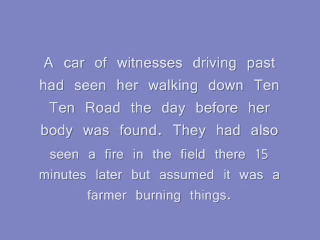 A car of witnesses driving past
had seen her walking down Ten
Ten Road the day before her
body was found. They had also
seen a fire in the field there 15
minutes later but assumed it was a
farmer burning things.